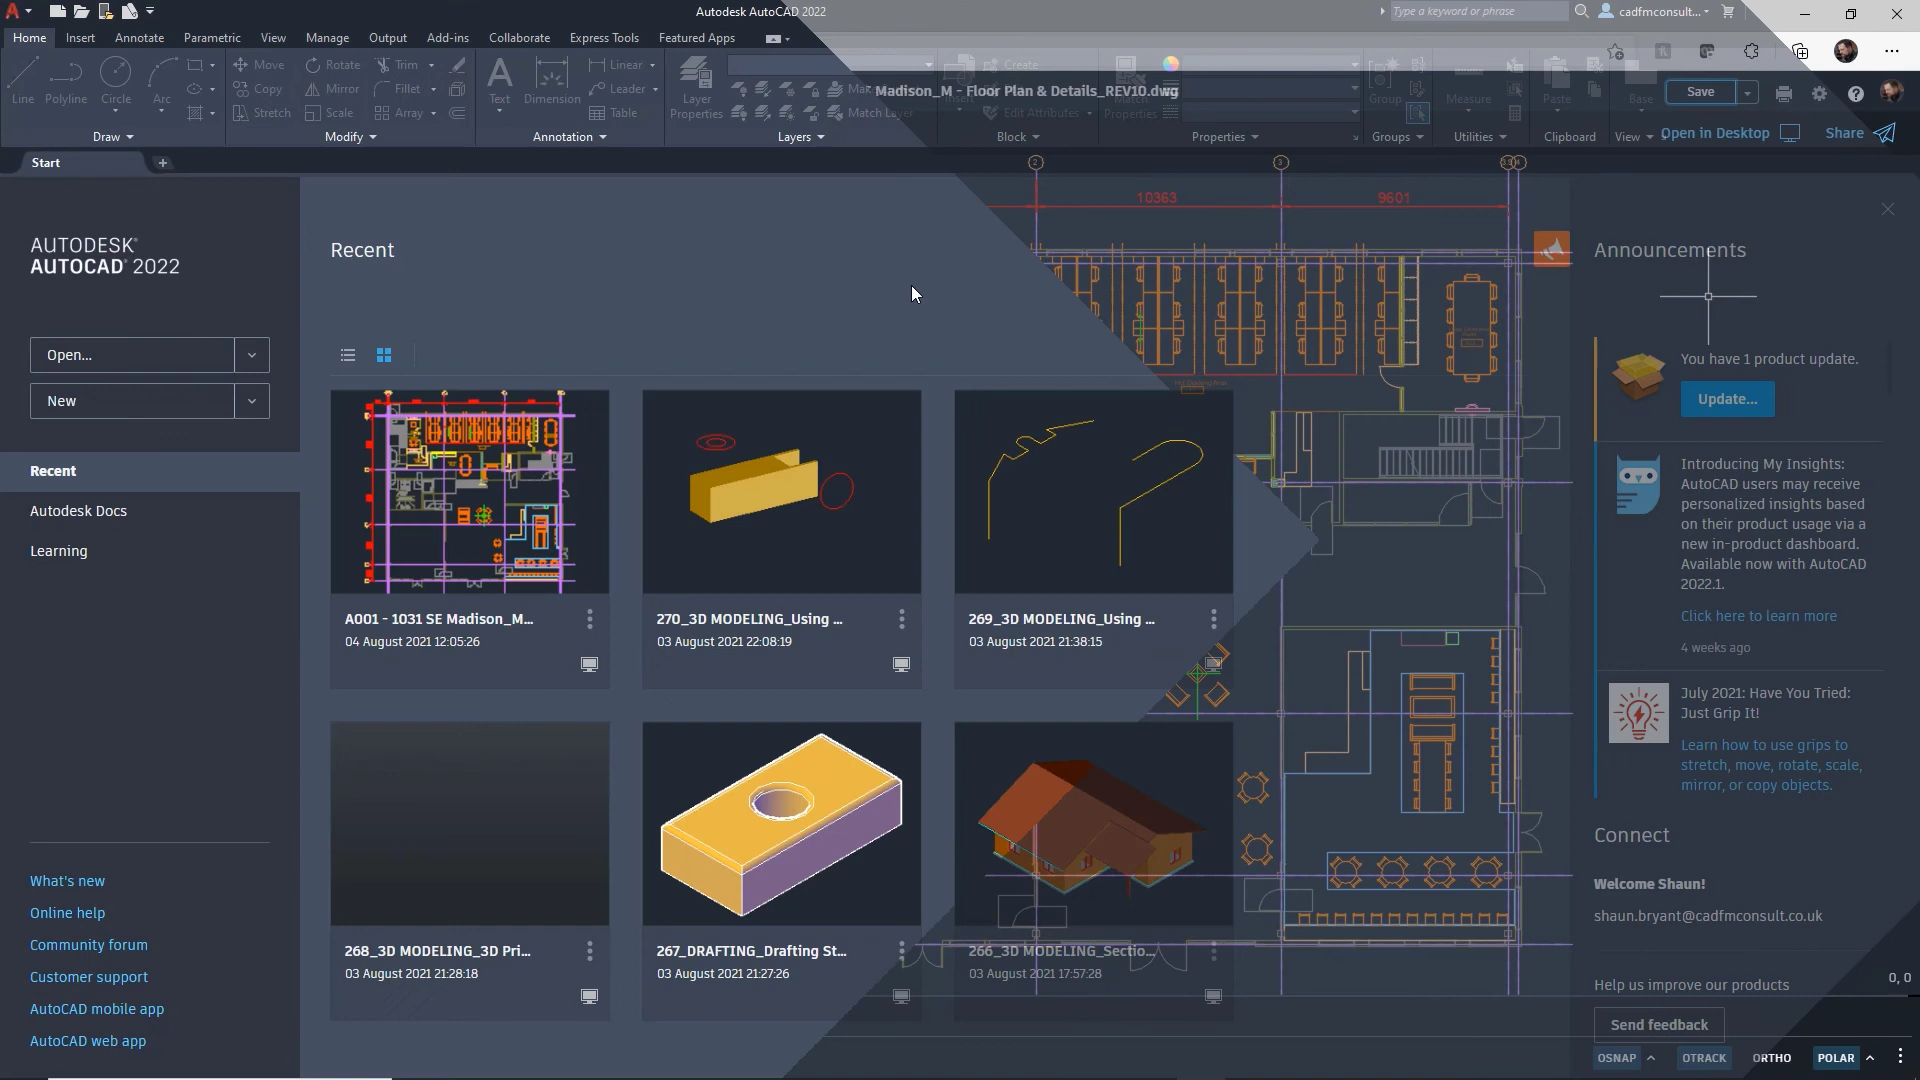 Autodesk AutoCAD 2022
Type a keyword or phrase
cadfmconsult...
Home Insert Annotate Parametric View Manage Output Add-ins Collaborate Express Tools Featured Apps
Line Polyline Circle Arc
Move Rotate Trim
Copy Mirror Fillet
Stretch Scale Array
Text Dimension
Linear
Leader
Table
Layer
Properties
Match Layer
Create
Insert
Edit Attributes
Match
Properties
Group
Measure
Paste
Base
Draw Modify Annotation Layers Block Properties Groups Utilities Clipboard View
Madison_M - Floor Plan & Details_REV10.dwg
Save
Open in Desktop
Share
Start
2 3
10363 9601
AUTODESK®
AUTOCAD® 2022
Open...
New
Recent
Autodesk Docs
Learning
What's new
Online help
Community forum
Customer support
AutoCAD mobile app
AutoCAD web app
Recent
A001 - 1031 SE Madison_M...
04 August 2021 12:05:26
270_3D MODELING_Using ...
03 August 2021 22:08:19
269_3D MODELING_Using ...
03 August 2021 21:38:15
268_3D MODELING_3D Pri...
03 August 2021 21:28:18
267_DRAFTING_Drafting St...
03 August 2021 21:27:26
266_3D MODELING_Sectio...
03 August 2021 17:57:28
Announcements
You have 1 product update.
Update...
Introducing My Insights:
AutoCAD users may receive
personalized insights based
on their product usage via a
new in-product dashboard.
Available now with AutoCAD
2022.1.
Click here to learn more
4 weeks ago
July 2021: Have You Tried:
Just Grip It!
Learn how to use grips to
stretch, move, rotate, scale,
mirror, or copy objects.
Connect
Welcome Shaun!
shaun.bryant@cadfmconsult.co.uk
0, 0
Help us improve our products
Send feedback
OSNAP OTRACK ORTHO POLAR